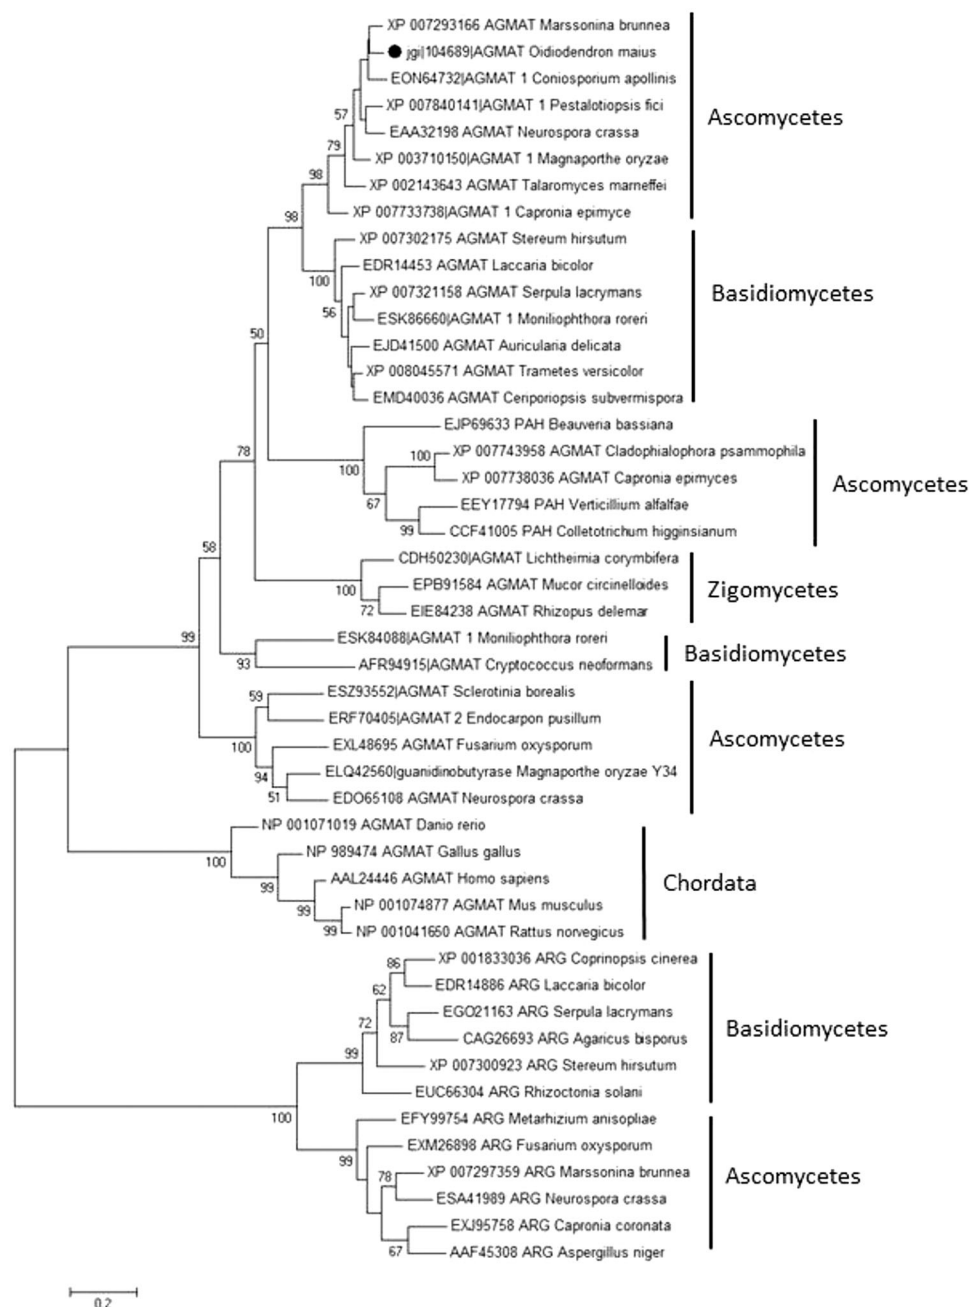 XP 007293166 AGMAT Marssonina brunnea
jgi|104689|AGMAT Oidiodendron maius
EON64732|AGMAT 1 Coniosporium apollinis
XP 007840141|AGMAT 1 Pestalotiopsis fici
57
Ascomycetes
EAA32198 AGMAT Neurospora crassa
79
XP 003710150|AGMAT 1 Magnaporthe oryzae
98
XP 002143643 AGMAT Talaromyces marneffei
98
XP 007733738|AGMAT 1 Capronia epimyce
XP 007302175 AGMAT Stereum hirsutum
EDR14453 AGMAT Laccaria bicolor
100
XP 007321158 AGMAT Serpula lacrymans
Basidiomycetes
56
ESK86660|AGMAT 1 Moniliophthora roreri
50
EJD41500 AGMAT Auricularia delicata
XP 008045571 AGMAT Trametes versicolor
EMD40036 AGMAT Ceriporiopsis subvermispora
EJP69633 PAH Beauveria bassiana
78
XP 007743958 AGMAT Cladophialophora psammophila
100
100
XP 007738036 AGMAT Capronia epimyces
Ascomycetes
67
EEY17794 PAH Verticillium alfalfae
99
CCF41005 PAH Colletotrichum higginsianum
58
CDH50230|AGMAT Lichtheimia corymbifera
100
EPB91584 AGMAT Mucor circinelloides
Zigomycetes
72
EIE84238 AGMAT Rhizopus delemar
99
ESK84088|AGMAT 1 Moniliophthora roreri
Basidiomycetes
93
AFR94915|AGMAT Cryptococcus neoformans
59
ESZ93552|AGMAT Sclerotinia borealis
ERF70405|AGMAT 2 Endocarpon pusillum
100
EXL48695 AGMAT Fusarium oxysporum
Ascomycetes
94
ELQ42560|guanidinobutyrase Magnaporthe oryzae Y34
51
EDO65108 AGMAT Neurospora crassa
NP 001071019 AGMAT Danio rerio
100
NP 989474 AGMAT Gallus gallus
99
AAL24446 AGMAT Homo sapiens
Chordata
99
NP 001074877 AGMAT Mus musculus
99
NP 001041650 AGMAT Rattus norvegicus
86
XP 001833036 ARG Coprinopsis cinerea
62
EDR14886 ARG Laccaria bicolor
72
EGO21163 ARG Serpula lacrymans
Basidiomycetes
87
CAG26693 ARG Agaricus bisporus
99
XP 007300923 ARG Stereum hirsutum
EUC66304 ARG Rhizoctonia solani
100
EFY99754 ARG Metarhizium anisopliae
99
EXM26898 ARG Fusarium oxysporum
78
XP 007297359 ARG Marssonina brunnea
Ascomycetes
ESA41989 ARG Neurospora crassa
EXJ95758 ARG Capronia coronata
67
AAF45308 ARG Aspergillus niger
0.2